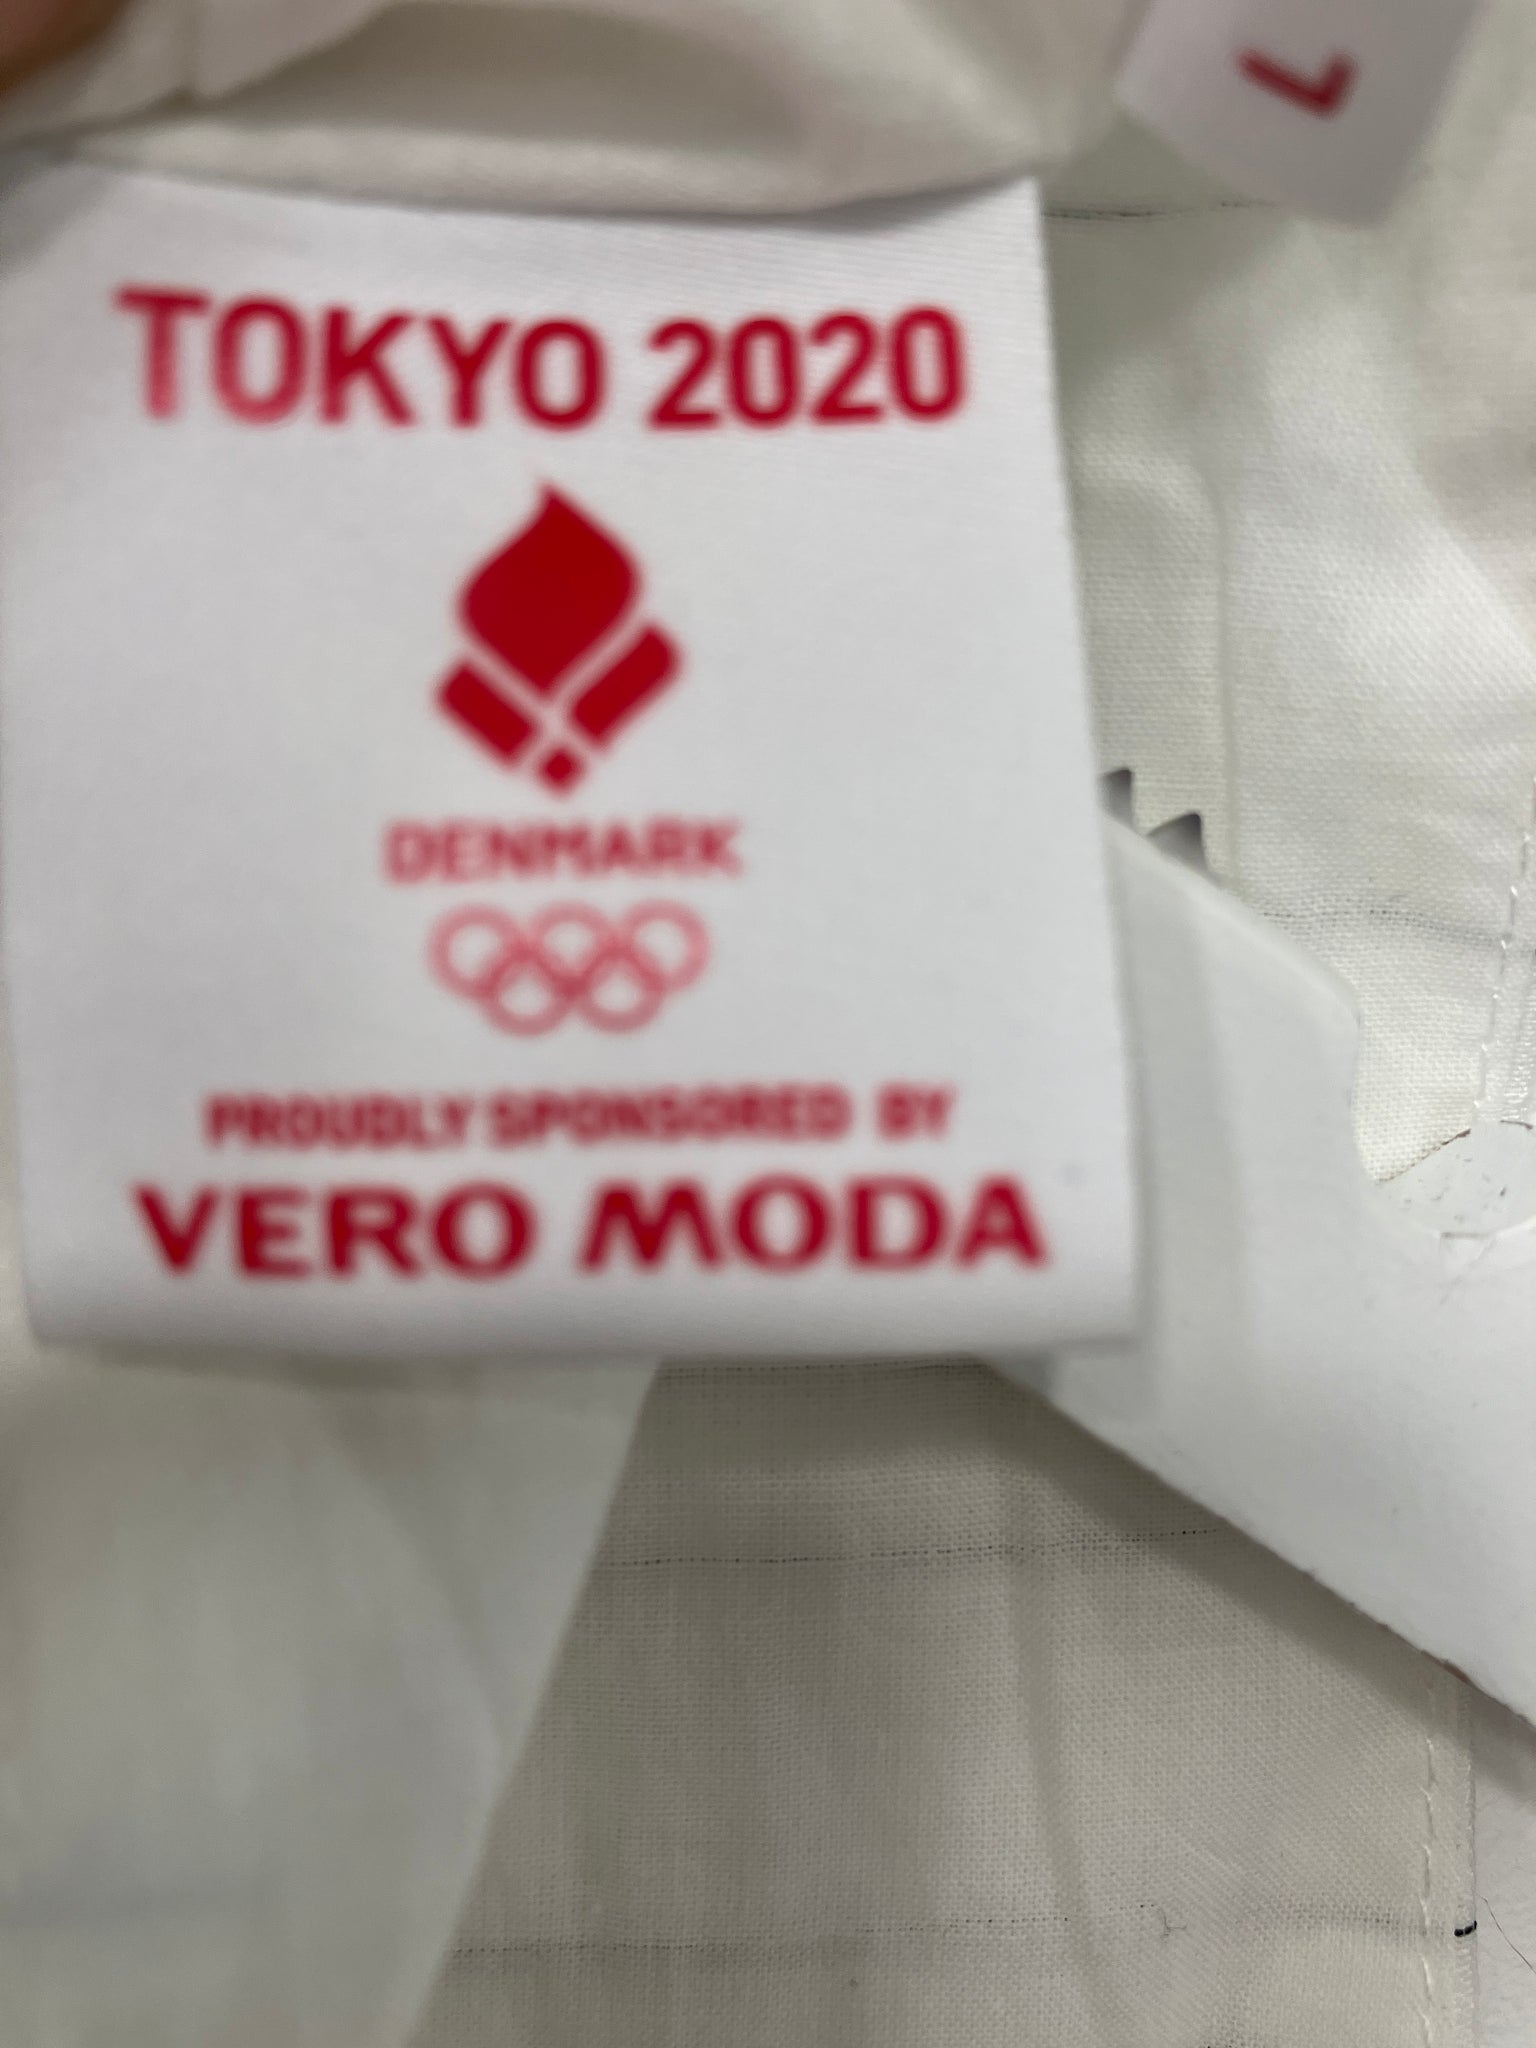 L
TOKYO 2020
DENMARK
PROUDLY SPONSORED BY
VERO MODA